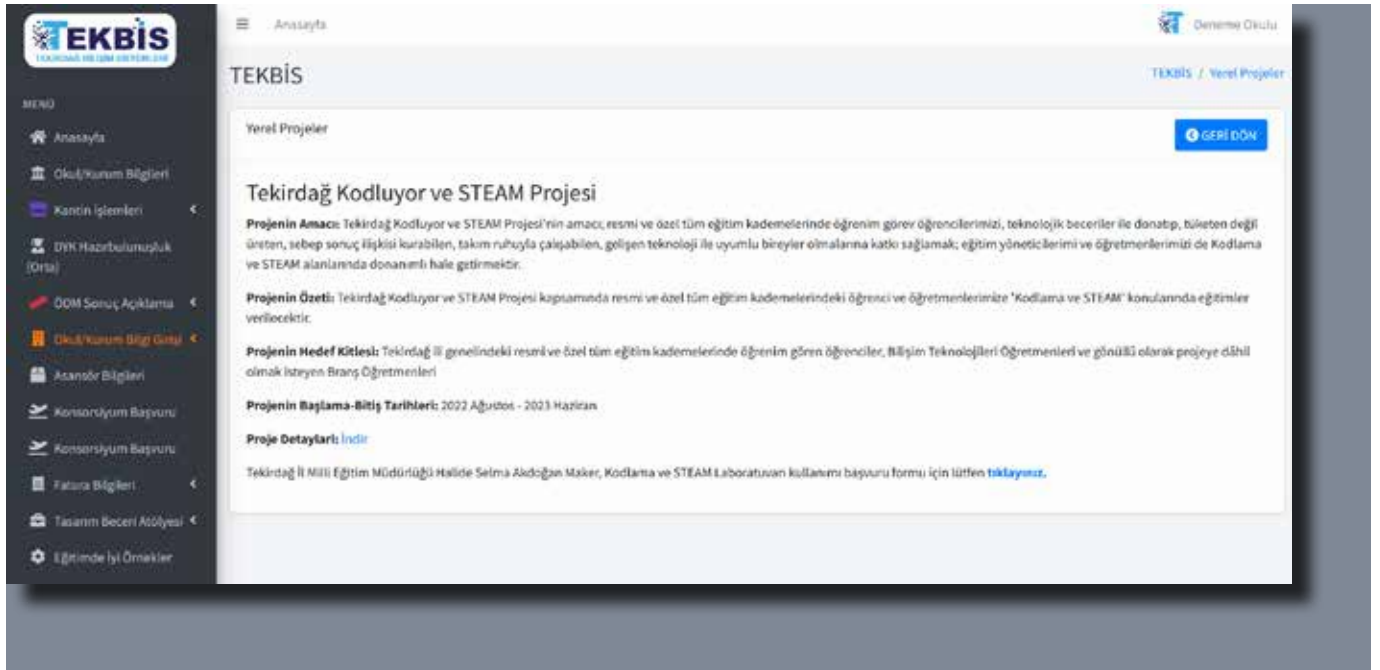 TEKBİS
Anasayfa
Deneme Okulu
TEKBİS
TEKBİS / Yerel Projeler
MENÜ
Anasayfa
Okul/Kurum Bilgileri
Kantin İşlemleri
DYK Hazırbulunuşluk
(Orta)
ÖDM Sonuç Açıklama
Okul/Kurum Bilgi Girişi
Asansör Bilgileri
Konsorsiyum Başvuru
Konsorsiyum Başvuru
Fatura Bilgileri
Tasarım Beceri Atölyesi
Eğitimde İyi Örnekler
Yerel Projeler
GERİ DÖN
Tekirdağ Kodluyor ve STEAM Projesi
Projenin Amacı: Tekirdağ Kodluyor ve STEAM Projesi'nin amacı; resmi ve özel tüm eğitim kademelerinde öğrenim görev öğrencilerimizi, teknolojik beceriler ile donatıp, tüketen değil
üreten, sebep sonuç ilişkisi kurabilen, takım ruhuyla çalışabilen, gelişen teknoloji ile uyumlu bireyler olmalarına katkı sağlamak; eğitim yöneticilerimi ve öğretmenlerimizi de Kodlama
ve STEAM alanlarında donanımlı hale getirmektir.
Projenin Özeti: Tekirdağ Kodluyor ve STEAM Projesi kapsamında resmi ve özel tüm eğitim kademelerindeki öğrenci ve öğretmenlerimize 'Kodlama ve STEAM' konularında eğitimler
verilecektir.
Projenin Hedef Kitlesi: Tekirdağ ili genelindeki resmi ve özel tüm eğitim kademelerinde öğrenim gören öğrenciler, Bilişim Teknolojileri Öğretmenleri ve gönüllü olarak projeye dâhil
olmak isteyen Branş Öğretmenleri
Projenin Başlama-Bitiş Tarihleri: 2022 Ağustos - 2023 Haziran
Proje Detayları: İndir
Tekirdağ İl Milli Eğitim Müdürlüğü Halide Selma Akdoğan Maker, Kodlama ve STEAM Laboratuvarı kullanımı başvuru formu için lütfen tıklayınız.